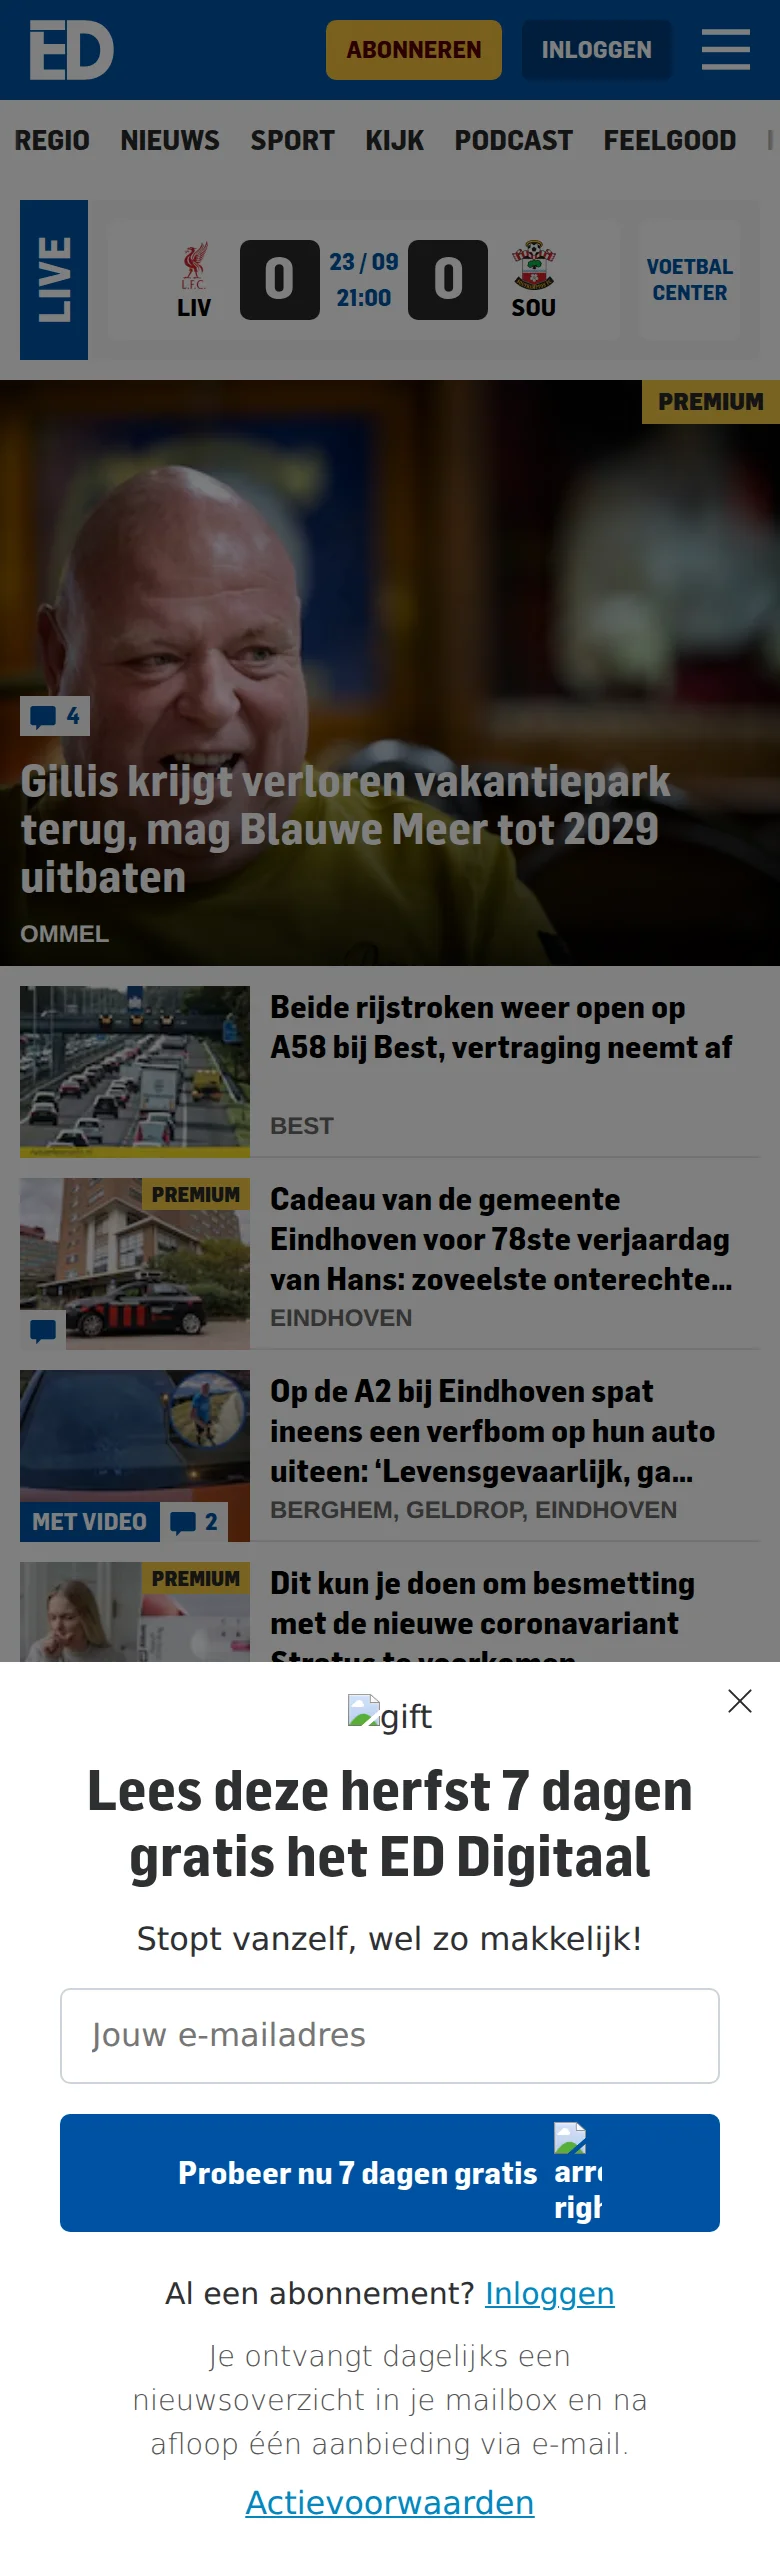 ED
ABONNEREN
INLOGGEN
REGIO NIEUWS SPORT KIJK PODCAST FEELGOOD
LIVE
L.F.C.
LIV
0
23 / 09
21:00
0
SOU
VOETBAL
CENTER
PREMIUM
4
Gillis krijgt verloren vakantiepark
terug, mag Blauwe Meer tot 2029
uitbaten
OMMEL
Beide rijstroken weer open op
A58 bij Best, vertraging neemt af
BEST
PREMIUM
Cadeau van de gemeente
Eindhoven voor 78ste verjaardag
van Hans: zoveelste onterechte...
EINDHOVEN
Op de A2 bij Eindhoven spat
ineens een verfbom op hun auto
uiteen: ‘Levensgevaarlijk, ga...
MET VIDEO
2
BERGHEM, GELDROP, EINDHOVEN
PREMIUM
Dit kun je doen om besmetting
met de nieuwe coronavariant
Stratus te voorkomen
gift
Lees deze herfst 7 dagen
gratis het ED Digitaal
Stopt vanzelf, wel zo makkelijk!
Jouw e-mailadres
Probeer nu 7 dagen gratis
arro
righ
Al een abonnement? Inloggen
Je ontvangt dagelijks een
nieuwsoverzicht in je mailbox en na
afloop één aanbieding via e-mail.
Actievoorwaarden